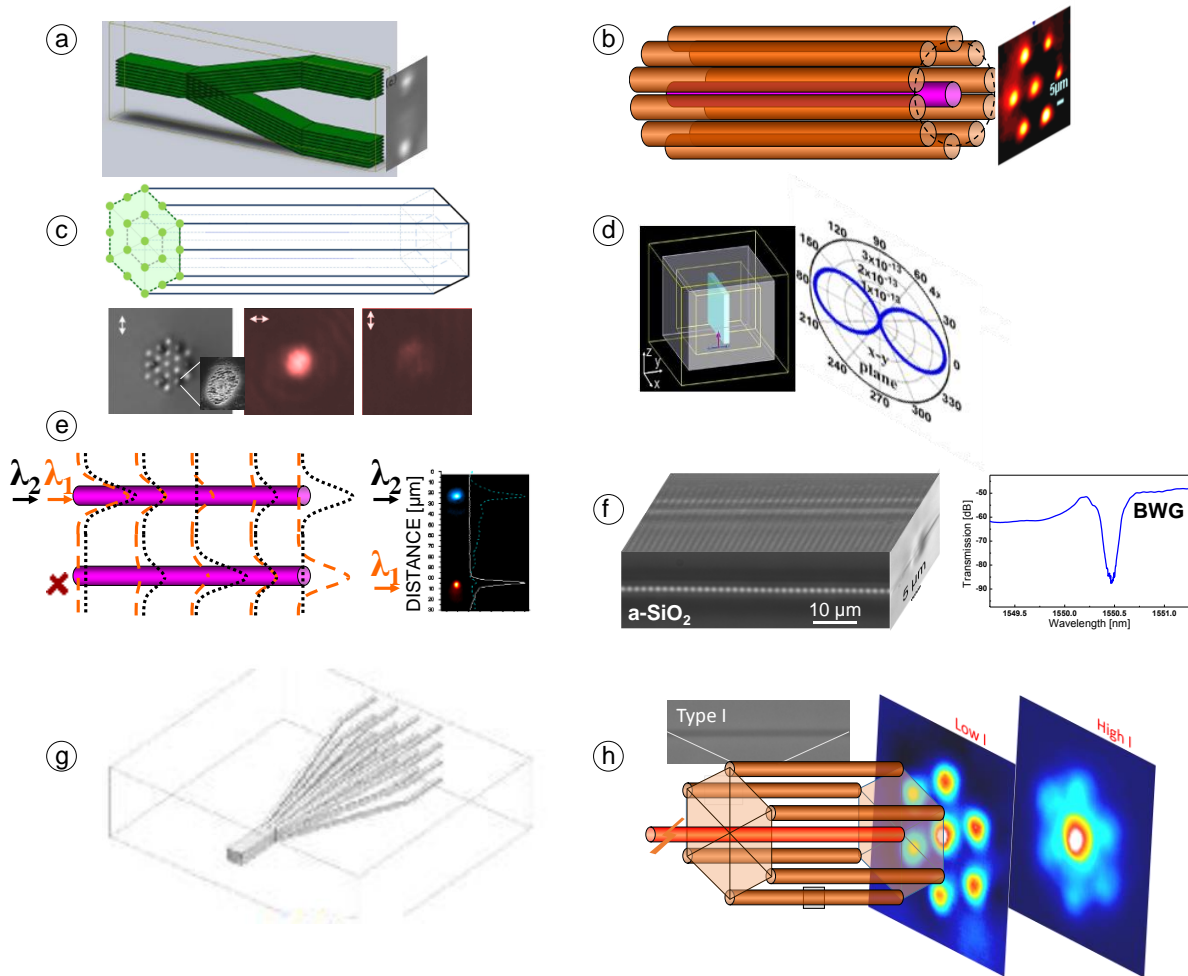 a
b
5µm
c
d
z
y
x
120
90
60
150
3x10⁻¹³
2x10⁻¹³
1x10⁻¹³
30
80
210
0
x-y
plane
240
330
270
300
e
λ₂ λ₁
λ₂
λ₁
DISTANCE [µm]
f
a-SiO₂
10 µm
5 µm
BWG
Transmission [dB]
-50
-60
-70
-80
-90
1549.5
1550.0
1550.5
1551.0
Wavelength [nm]
g
h
Type I
Low I
High I